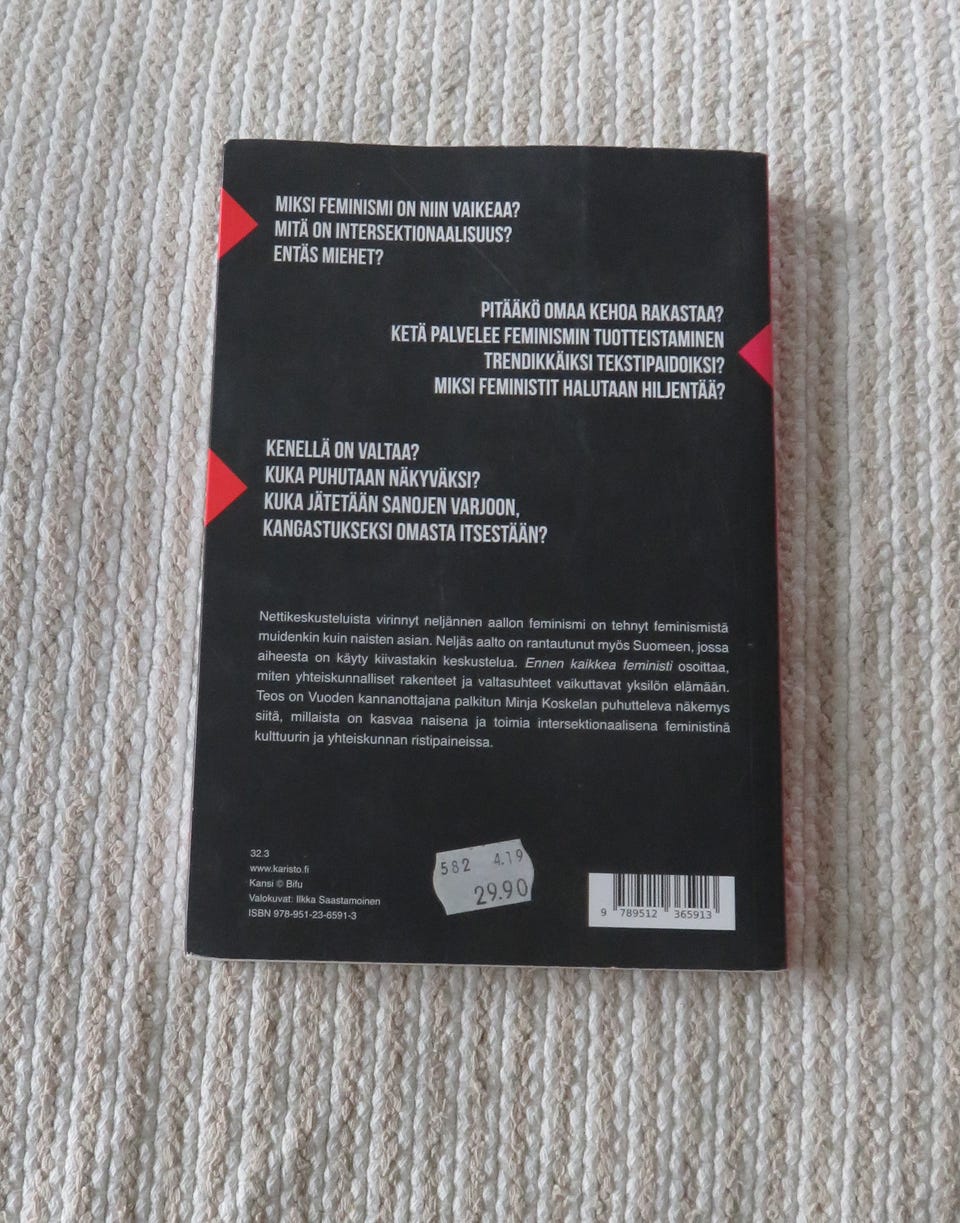 MIKSI FEMINISMI ON NIIN VAIKEAA?
MITÄ ON INTERSEKTIONAALISUUS?
ENTÄS MIEHET?
PITÄÄKÖ OMAA KEHOA RAKASTAA?
KETÄ PALVELEE FEMINISMIN TUOTTEISTAMINEN
TRENDIKKÄIKSI TEKSTIPAIDOIKSI?
MIKSI FEMINISTIT HALUTAAN HILJENTÄÄ?
KENELLÄ ON VALTAA?
KUKA PUHUTAAN NÄKYVÄKSI?
KUKA JÄTETÄÄN SANOJEN VARJOON,
KANGASTUKSEKSI OMASTA ITSESTÄÄN?
Nettikeskusteluista virinnyt neljännen aallon feminismi on tehnyt feminismistä
muidenkin kuin naisten asian. Neljäs aalto on rantautunut myös Suomeen, jossa
aiheesta on käyty kiivastakin keskustelua. Ennen kaikkea feministi osoittaa,
miten yhteiskunnalliset rakenteet ja valtasuhteet vaikuttavat yksilön elämään.
Teos on Vuoden kannanottajana palkitun Minja Koskelan puhutteleva näkemys
siitä, millaista on kasvaa naisena ja toimia intersektionaalisena feministinä
kulttuurin ja yhteiskunnan ristipaineissa.
32.3
www.karisto.fi
Kansi © Bifu
Valokuvat: Ilkka Saastamoinen
ISBN 978-951-23-6591-3
582 4.19
29.90
9 789512 365913